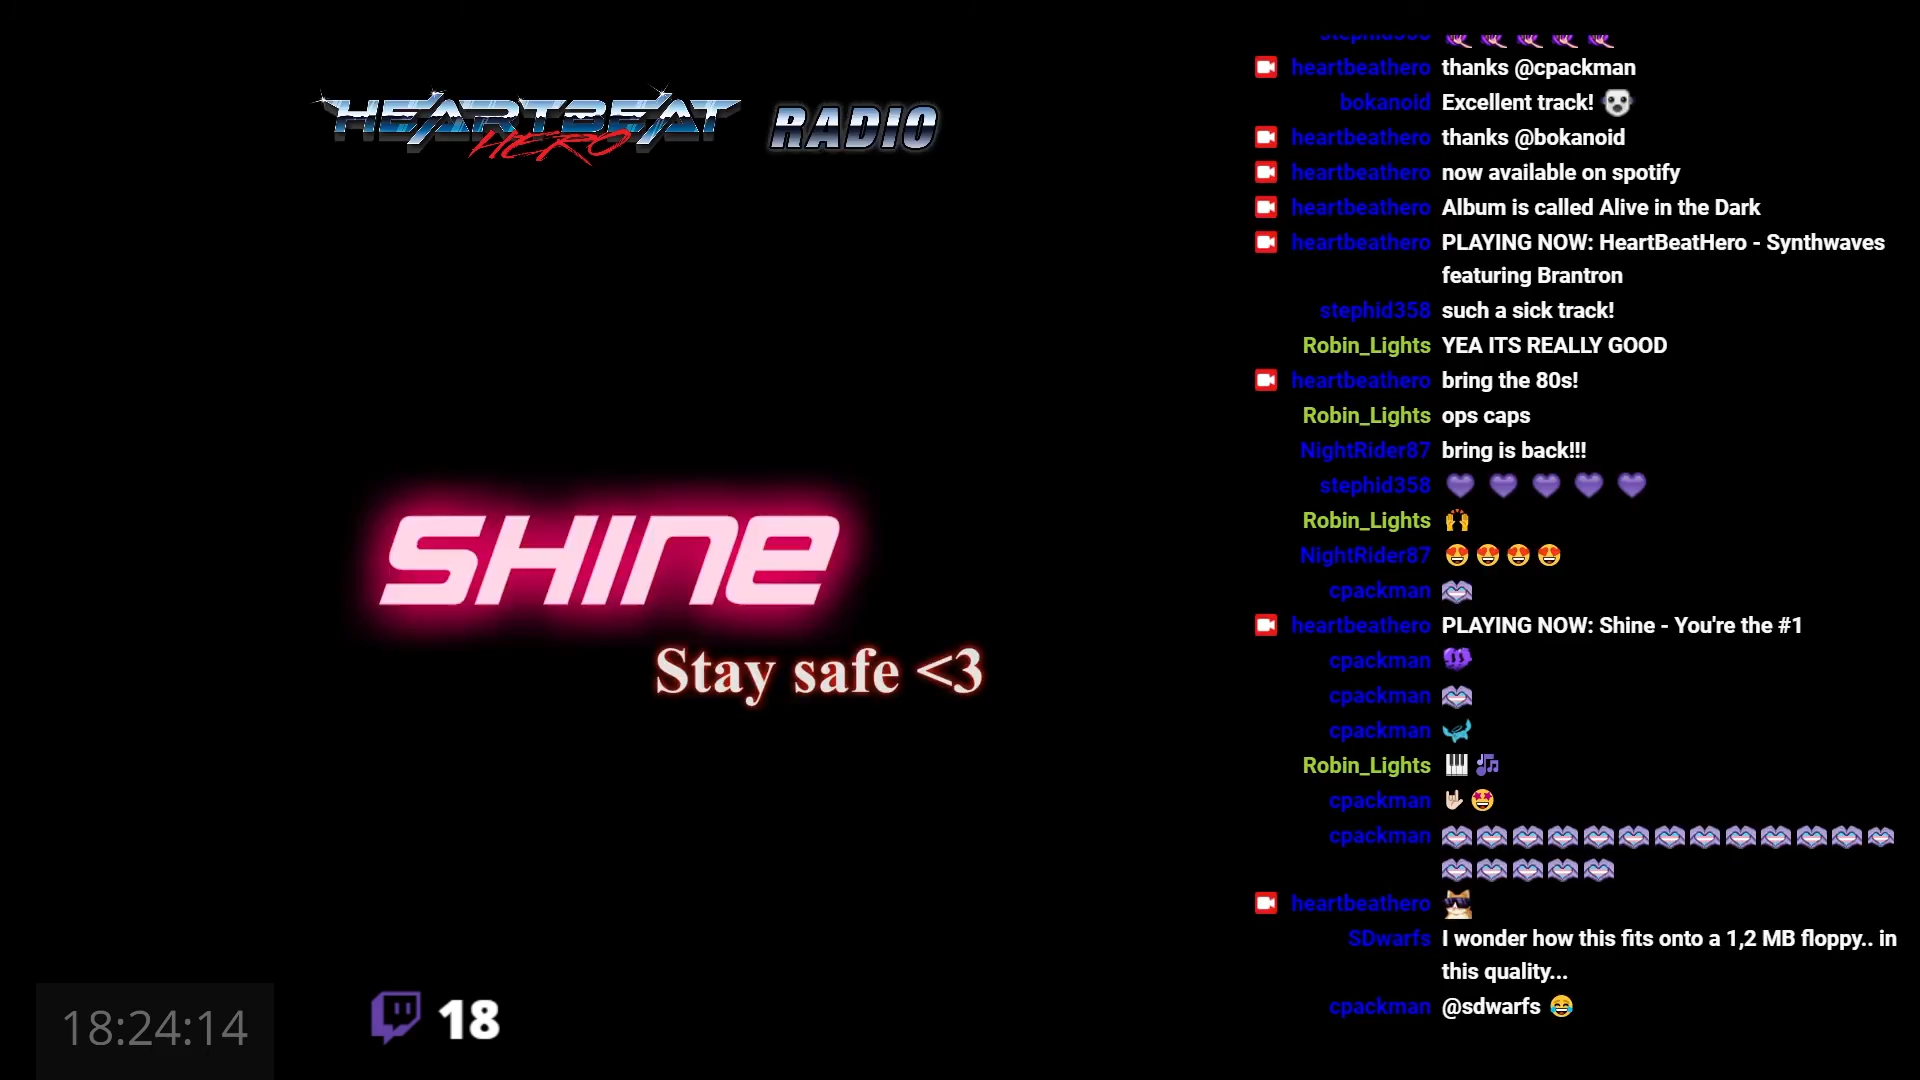 HEARTBEAT RADIO
HERO
SHINE
Stay safe <3
18:24:14
18
stephid358
heartbeathero thanks @cpackman
bokanoid Excellent track!
heartbeathero thanks @bokanoid
heartbeathero now available on spotify
heartbeathero Album is called Alive in the Dark
heartbeathero PLAYING NOW: HeartBeatHero - Synthwaves
featuring Brantron
stephid358 such a sick track!
Robin_Lights YEA ITS REALLY GOOD
heartbeathero bring the 80s!
Robin_Lights ops caps
NightRider87 bring is back!!!
stephid358 💜 💜 💜 💜 💜
Robin_Lights 🙌
NightRider87 😍 😍 😍 😍
cpackman
heartbeathero PLAYING NOW: Shine - You're the #1
cpackman
cpackman
cpackman
Robin_Lights 🎹 🎶
cpackman 🤟🏻 🤩
cpackman
heartbeathero
SDwarfs I wonder how this fits onto a 1,2 MB floppy.. in
this quality...
cpackman @sdwarfs 😂